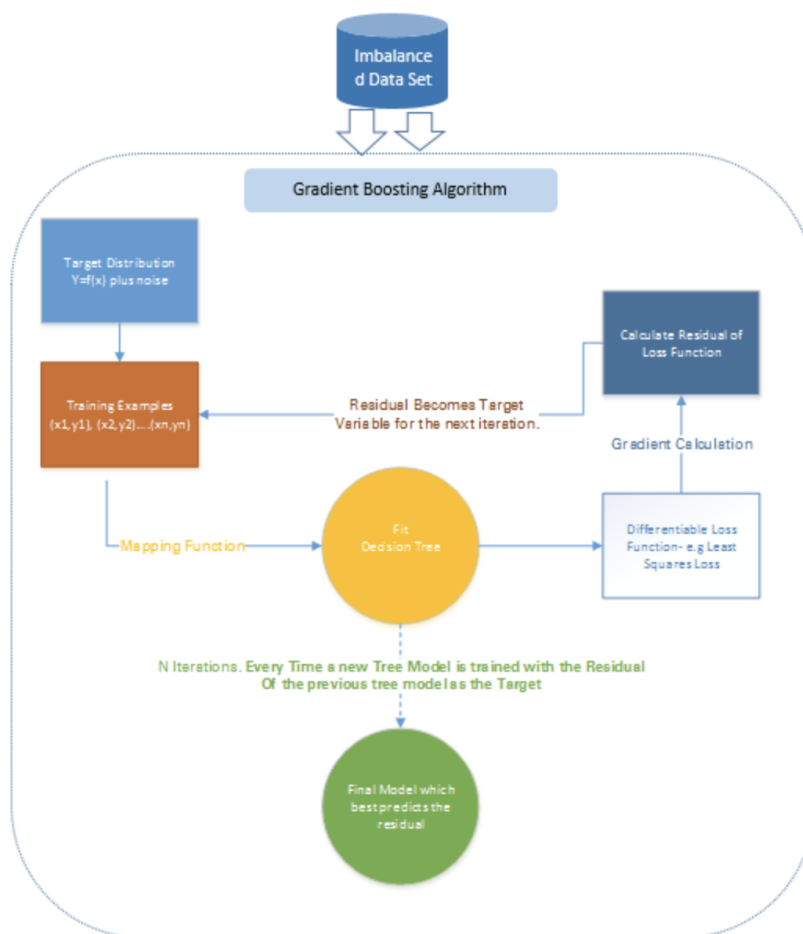 Imbalance
d Data Set
Gradient Boosting Algorithm
Target Distribution
Y=f(x) plus noise
Calculate Residual of
Loss Function
Training Examples
(x1,y1), (x2,y2)....(xn,yn)
Residual Becomes Target
Variable for the next iteration.
Gradient Calculation
Fit
Decision Tree
Mapping Function
Differentiable Loss
Function- e.g Least
Squares Loss
N Iterations. Every Time a new Tree Model is trained with the Residual
Of the previous tree model as the Target
Final Model which
best predicts the
residual